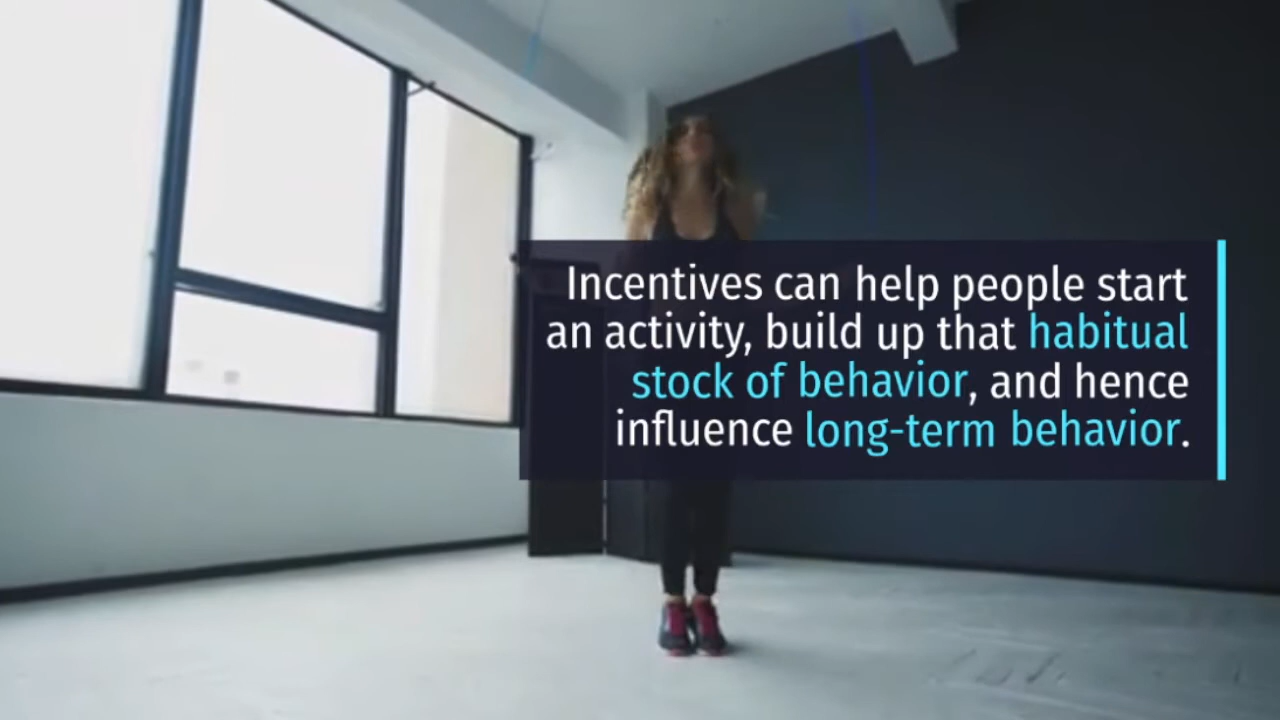 Incentives can help people start
an activity, build up that habitual
stock of behavior, and hence
influence long-term behavior.